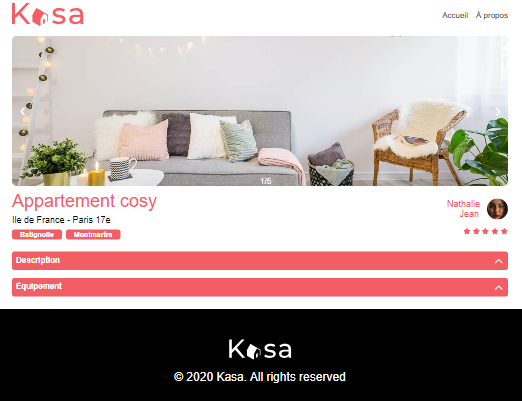 Kasa
Accueil À propos
1/5
Appartement cosy
Ile de France - Paris 17e
Batignolle Montmartre
Nathalie
Jean
Description
Équipement
Kasa
© 2020 Kasa. All rights reserved